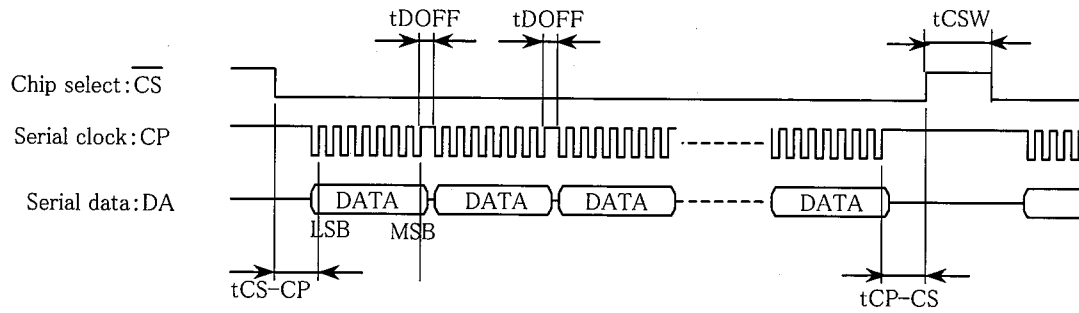 tDOFF tDOFF tCSW
Chip select:CS
Serial clock:CP
Serial data:DA
DATA DATA DATA DATA
LSB MSB
tCS-CP tCP-CS